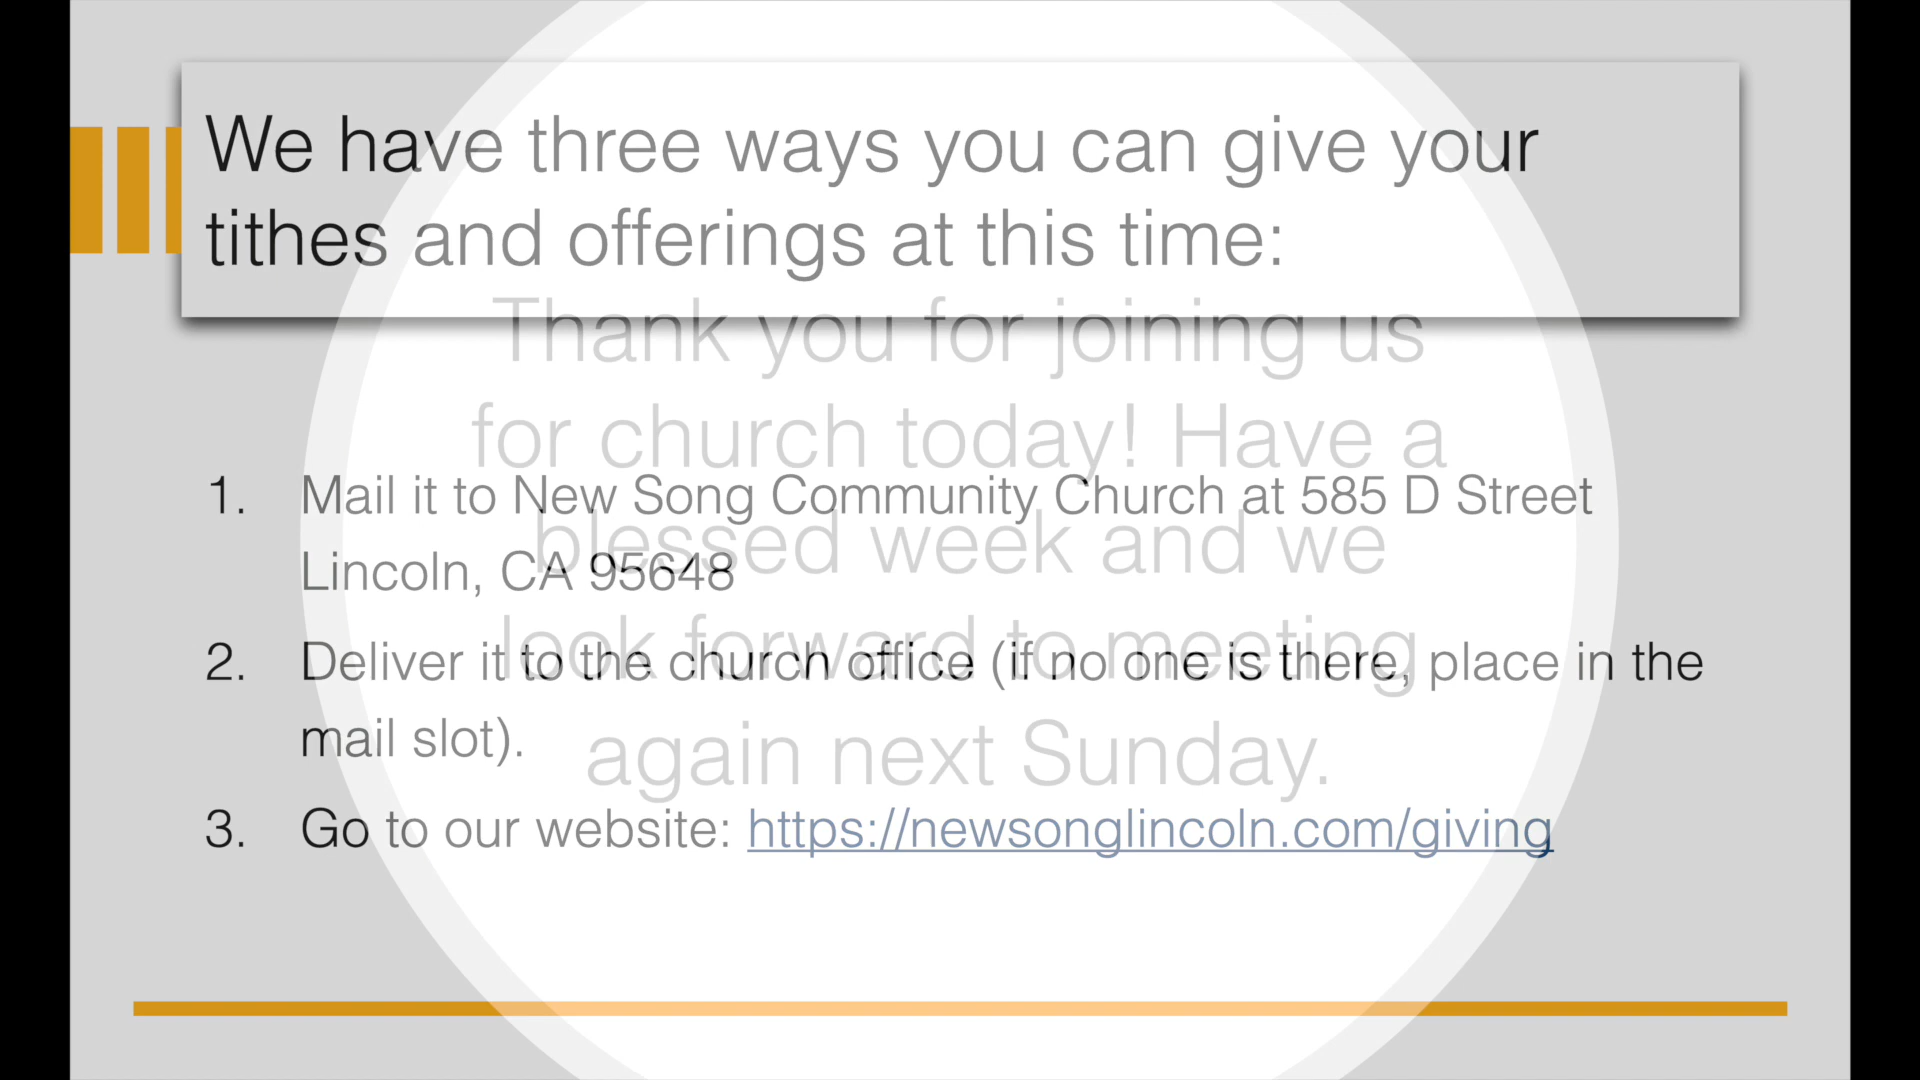 We have three ways you can give your
tithes and offerings at this time:
Thank you for joining us
for church today! Have a
blessed week and we
look forward to meeting
again next Sunday.
1. Mail it to New Song Community Church at 585 D Street
Lincoln, CA 95648
2. Deliver it to the church office (if no one is there, place in the
mail slot).
3. Go to our website: https://newsonglincoln.com/giving